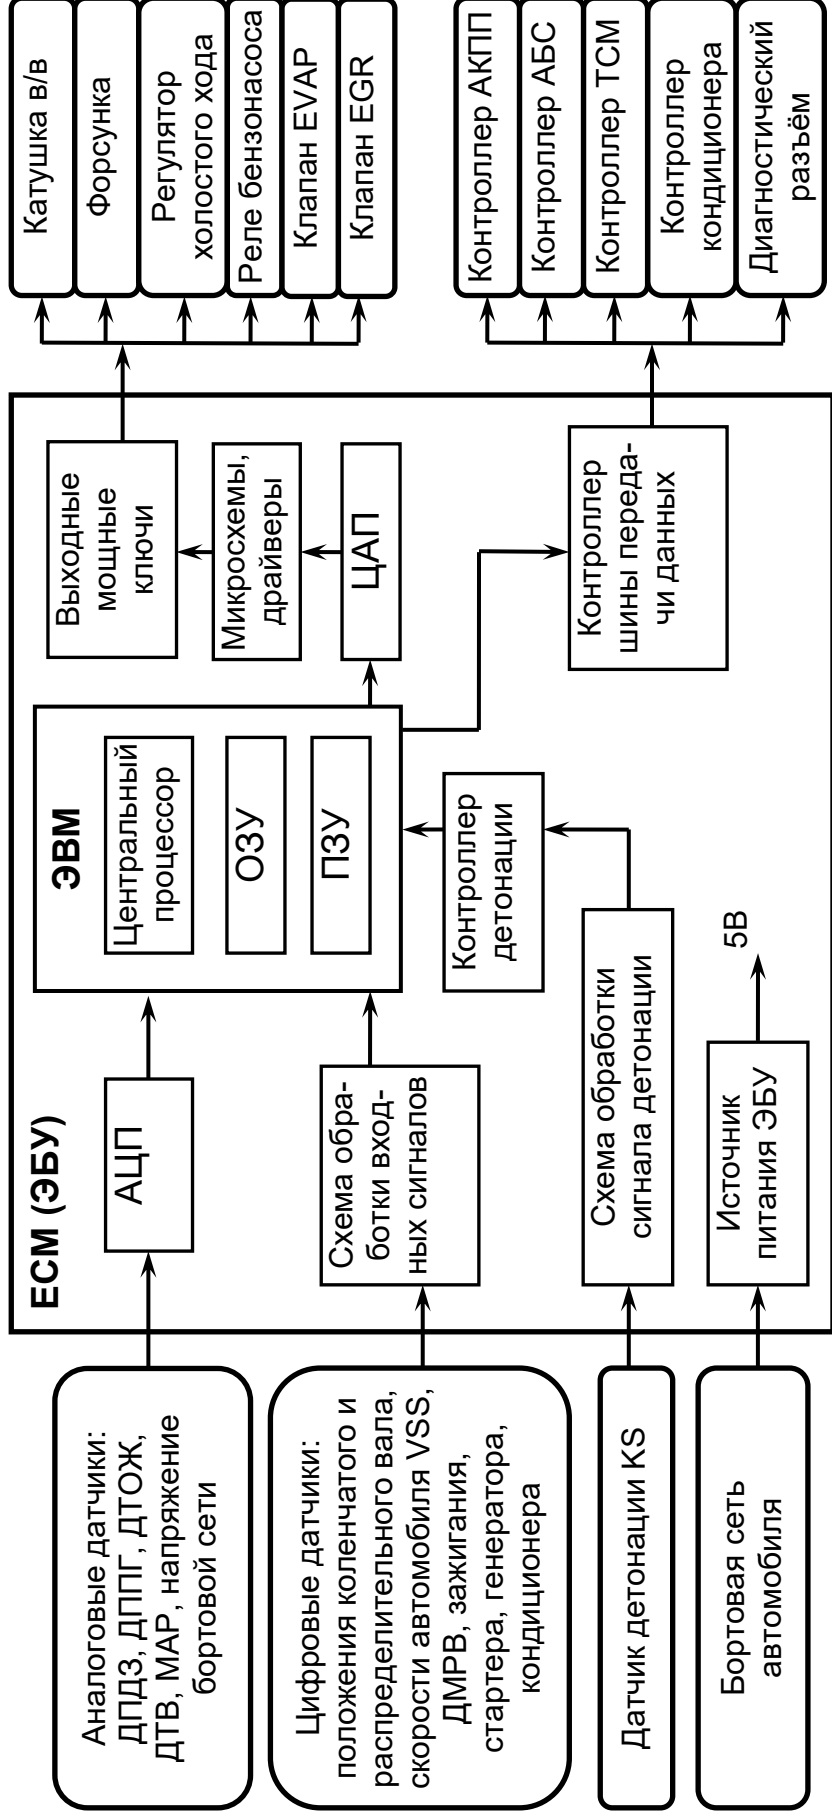 Аналоговые датчики:
ДПДЗ, ДППГ, ДТОЖ,
ДТВ, МАР, напряжение
бортовой сети
Цифровые датчики:
положения коленчатого и
распределительного вала,
скорости автомобиля VSS,
ДМРВ, зажигания,
стартера, генератора,
кондиционера
Датчик детонации KS
Бортовая сеть
автомобиля
ECM (ЭБУ)
АЦП
Схема обра-
ботки вход-
ных сигналов
Схема обработки
сигнала детонации
Источник
питания ЭБУ
5В
ЭВМ
Центральный
процессор
ОЗУ
ПЗУ
Контроллер
детонации
Выходные
мощные
ключи
Микросхемы,
драйверы
ЦАП
Контроллер
шины переда-
чи данных
Катушка в/в
Форсунка
Регулятор
холостого хода
Реле бензонасоса
Клапан EVAP
Клапан EGR
Контроллер АКПП
Контроллер АБС
Контроллер ТСМ
Контроллер
кондиционера
Диагностический
разъём